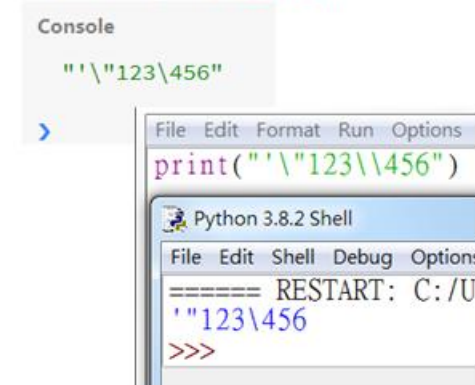 Console
"'\"123\456"
File Edit Format Run Options
print("'\"123\\456")
Python 3.8.2 Shell
File Edit Shell Debug Options
====== RESTART: C:/U
'"123\456
>>>